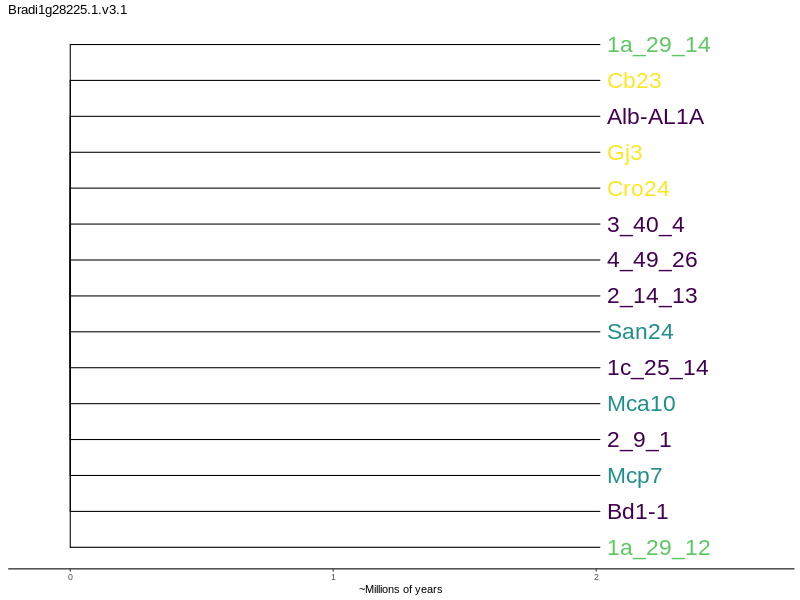 Bradi1g28225.1.v3.1
1a_29_14
Cb23
Alb-AL1A
Gj3
Cro24
3_40_4
4_49_26
2_14_13
San24
1c_25_14
Mca10
2_9_1
Mcp7
Bd1-1
1a_29_12
0 1 2
~Millions of years